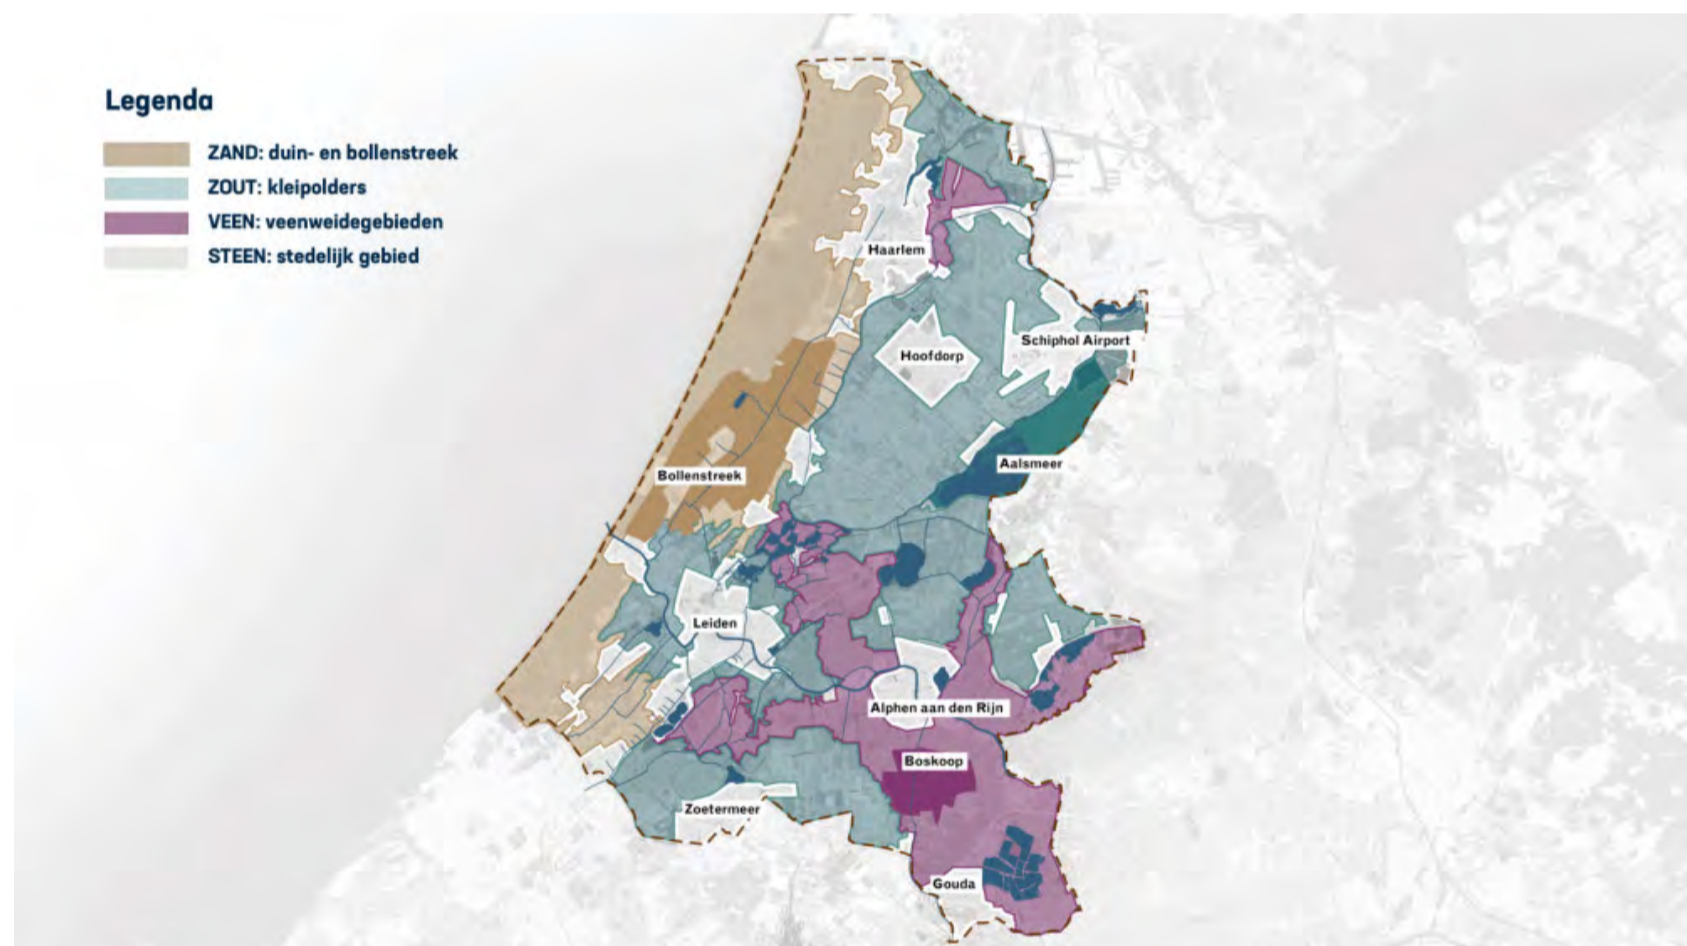 Legenda
ZAND: duin- en bollenstreek
ZOUT: kleipolders
VEEN: veenweidegebieden
STEEN: stedelijk gebied
Haarlem
Schiphol Airport
Hoofdorp
Aalsmeer
Bollenstreek
Leiden
Alphen aan den Rijn
Boskoop
Zoetermeer
Gouda